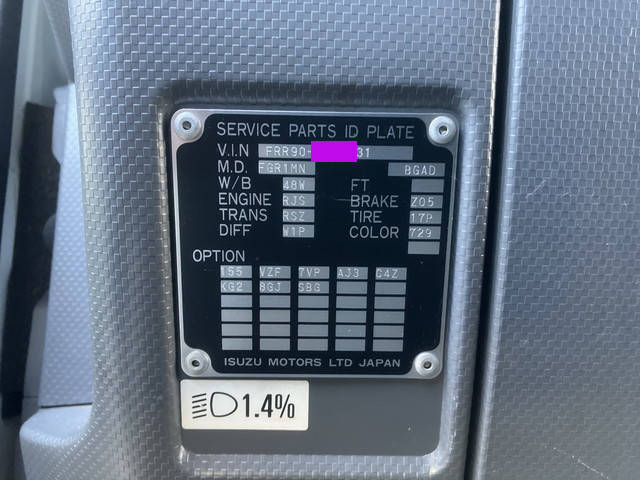 SERVICE PARTS ID PLATE
V.I.N FRR90- 31
M.D. FGR1MN BGAD
W/B 48W FT
ENGINE RJS BRAKE Z05
TRANS RSZ TIRE 17P
DIFF W1P COLOR 729
OPTION
155 VZF 7VP AJ3 C4Z
KG2 8GJ SBG
ISUZU MOTORS LTD JAPAN
1.4%